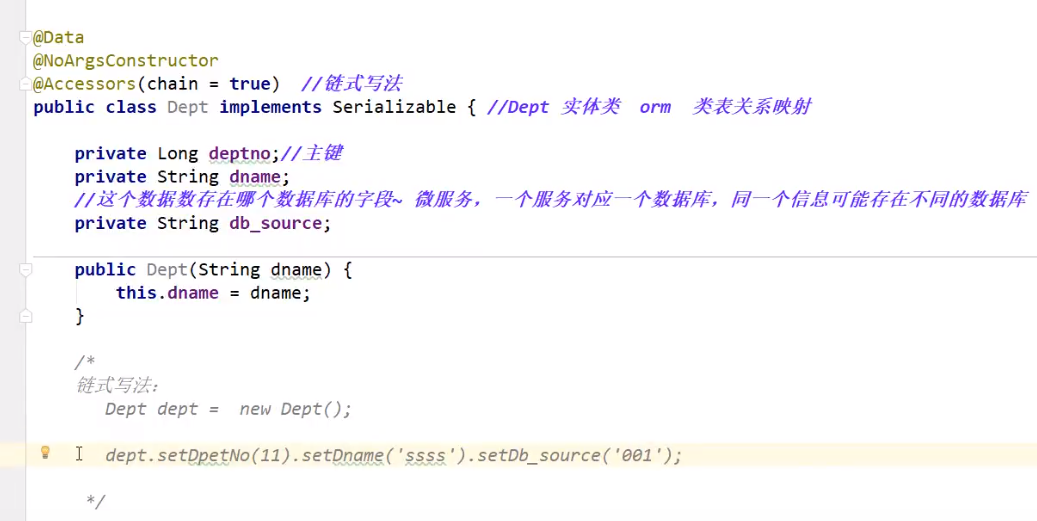 @Data
@NoArgsConstructor
@Accessors(chain = true)  //链式写法
public class Dept implements Serializable { //Dept 实体类  orm  类表关系映射
private Long deptno;//主键
private String dname;
//这个数据数存在哪个数据库的字段~ 微服务，一个服务对应一个数据库，同一个信息可能存在不同的数据库
private String db_source;
public Dept(String dname) {
this.dname = dname;
}
/*
链式写法：
Dept dept =  new Dept();
dept.setDpetNo(11).setDname('ssss').setDb_source('001');
*/